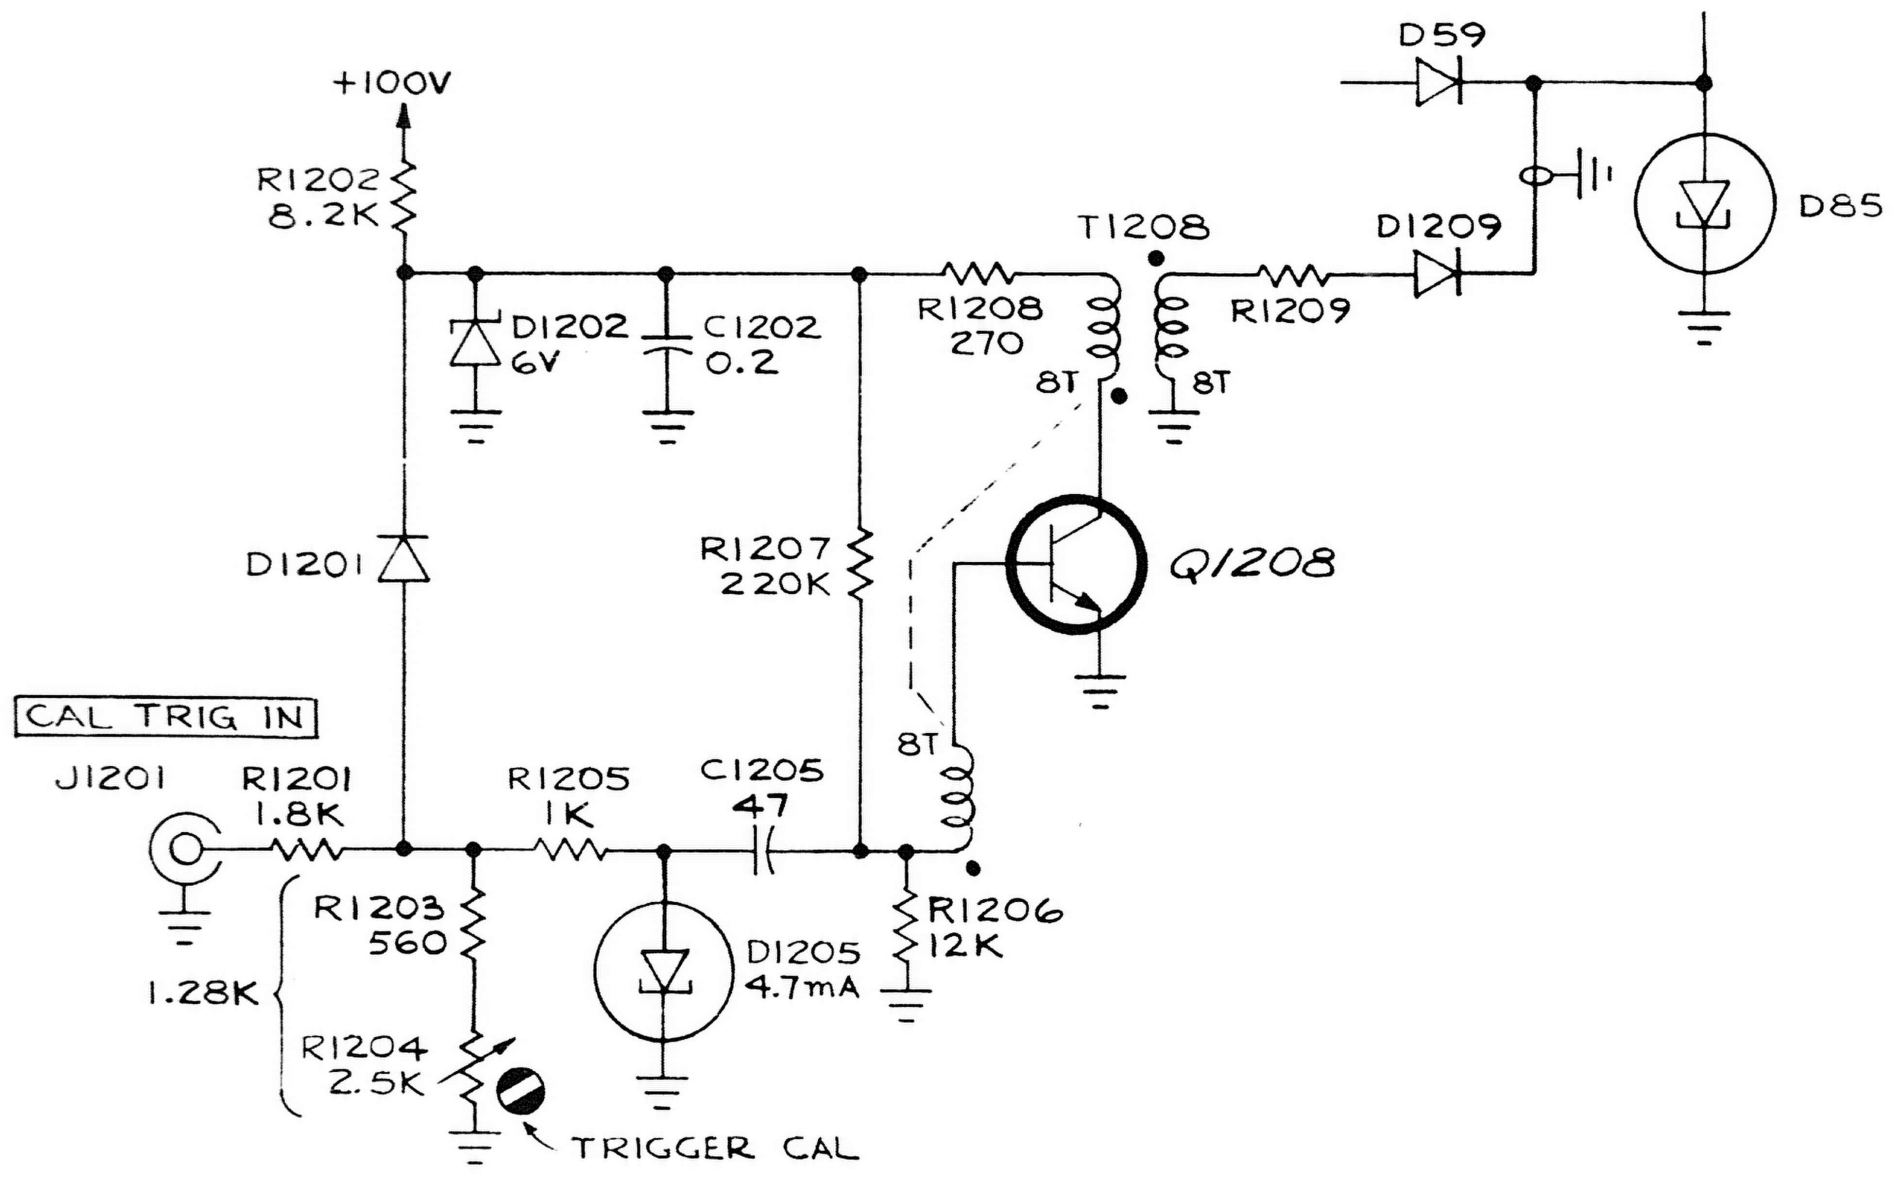 D59
+100V
R1202
8.2K
D85
T1208
D1209
R1208
270
R1209
D1202
6V
C1202
0.2
8T
8T
D1201
R1207
220K
Q1208
CAL TRIG IN
8T
J1201
R1201
1.8K
R1205
1K
C1205
47
R1203
560
R1206
12K
D1205
4.7mA
1.28K
R1204
2.5K
TRIGGER CAL